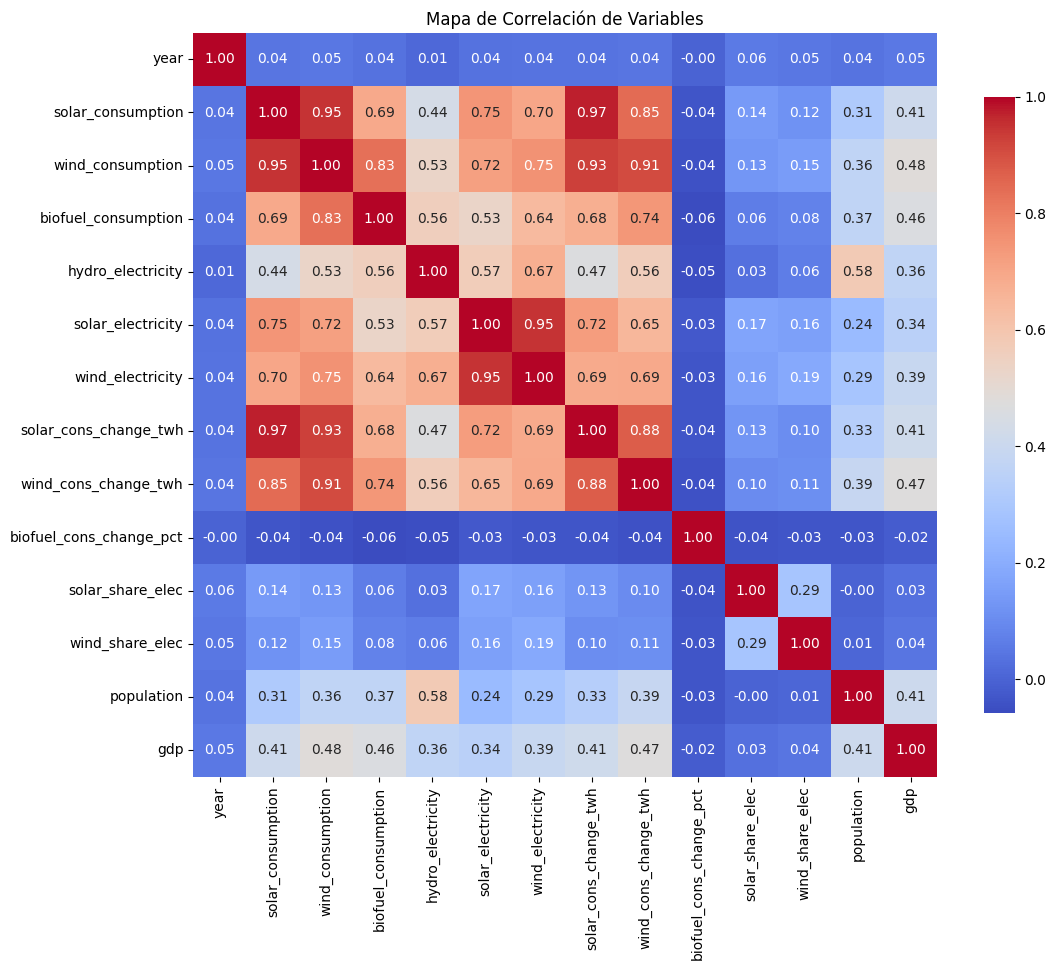 Mapa de Correlación de Variables
year 1.00 0.04 0.05 0.04 0.01 0.04 0.04 0.04 0.04 -0.00 0.06 0.05 0.04 0.05
solar_consumption 0.04 1.00 0.95 0.69 0.44 0.75 0.70 0.97 0.85 -0.04 0.14 0.12 0.31 0.41
wind_consumption 0.05 0.95 1.00 0.83 0.53 0.72 0.75 0.93 0.91 -0.04 0.13 0.15 0.36 0.48
biofuel_consumption 0.04 0.69 0.83 1.00 0.56 0.53 0.64 0.68 0.74 -0.06 0.06 0.08 0.37 0.46
hydro_electricity 0.01 0.44 0.53 0.56 1.00 0.57 0.67 0.47 0.56 -0.05 0.03 0.06 0.58 0.36
solar_electricity 0.04 0.75 0.72 0.53 0.57 1.00 0.95 0.72 0.65 -0.03 0.17 0.16 0.24 0.34
wind_electricity 0.04 0.70 0.75 0.64 0.67 0.95 1.00 0.69 0.69 -0.03 0.16 0.19 0.29 0.39
solar_cons_change_twh 0.04 0.97 0.93 0.68 0.47 0.72 0.69 1.00 0.88 -0.04 0.13 0.10 0.33 0.41
wind_cons_change_twh 0.04 0.85 0.91 0.74 0.56 0.65 0.69 0.88 1.00 -0.04 0.10 0.11 0.39 0.47
biofuel_cons_change_pct -0.00 -0.04 -0.04 -0.06 -0.05 -0.03 -0.03 -0.04 -0.04 1.00 -0.04 -0.03 -0.03 -0.02
solar_share_elec 0.06 0.14 0.13 0.06 0.03 0.17 0.16 0.13 0.10 -0.04 1.00 0.29 -0.00 0.03
wind_share_elec 0.05 0.12 0.15 0.08 0.06 0.16 0.19 0.10 0.11 -0.03 0.29 1.00 0.01 0.04
population 0.04 0.31 0.36 0.37 0.58 0.24 0.29 0.33 0.39 -0.03 -0.00 0.01 1.00 0.41
gdp 0.05 0.41 0.48 0.46 0.36 0.34 0.39 0.41 0.47 -0.02 0.03 0.04 0.41 1.00
year
solar_consumption
wind_consumption
biofuel_consumption
hydro_electricity
solar_electricity
wind_electricity
solar_cons_change_twh
wind_cons_change_twh
biofuel_cons_change_pct
solar_share_elec
wind_share_elec
population
gdp
1.0
0.8
0.6
0.4
0.2
0.0